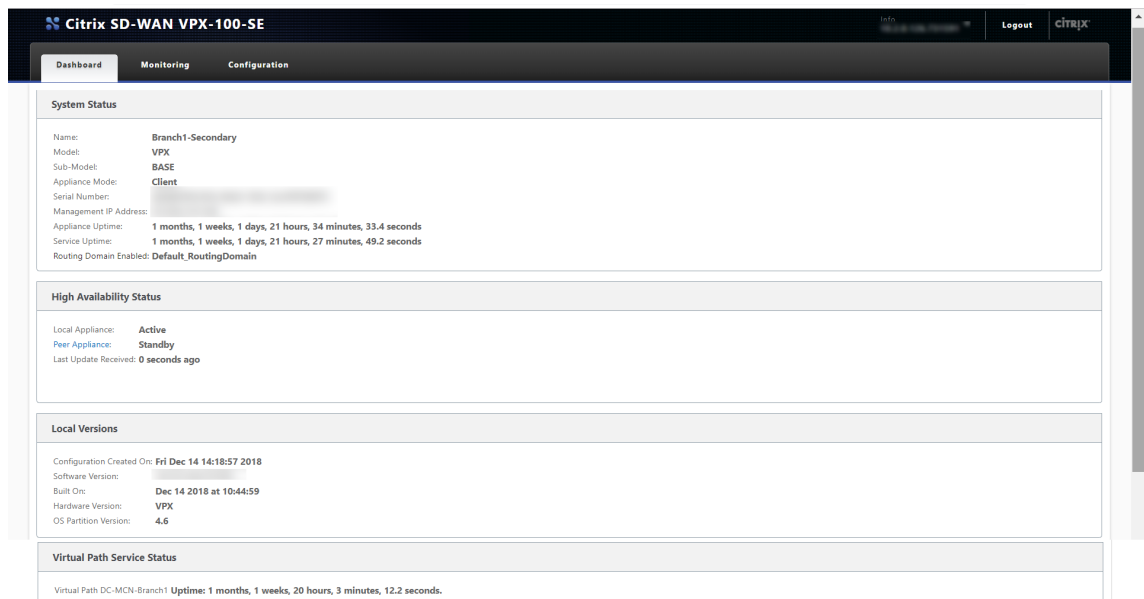 Citrix SD-WAN VPX-100-SE
Info
Logout
CITRIX
Dashboard Monitoring Configuration
System Status
Name: Branch1-Secondary
Model: VPX
Sub-Model: BASE
Appliance Mode: Client
Serial Number:
Management IP Address:
Appliance Uptime: 1 months, 1 weeks, 1 days, 21 hours, 34 minutes, 33.4 seconds
Service Uptime: 1 months, 1 weeks, 1 days, 21 hours, 27 minutes, 49.2 seconds
Routing Domain Enabled: Default_RoutingDomain
High Availability Status
Local Appliance: Active
Peer Appliance: Standby
Last Update Received: 0 seconds ago
Local Versions
Configuration Created On: Fri Dec 14 14:18:57 2018
Software Version:
Built On: Dec 14 2018 at 10:44:59
Hardware Version: VPX
OS Partition Version: 4.6
Virtual Path Service Status
Virtual Path DC-MCN-Branch1 Uptime: 1 months, 1 weeks, 20 hours, 3 minutes, 12.2 seconds.